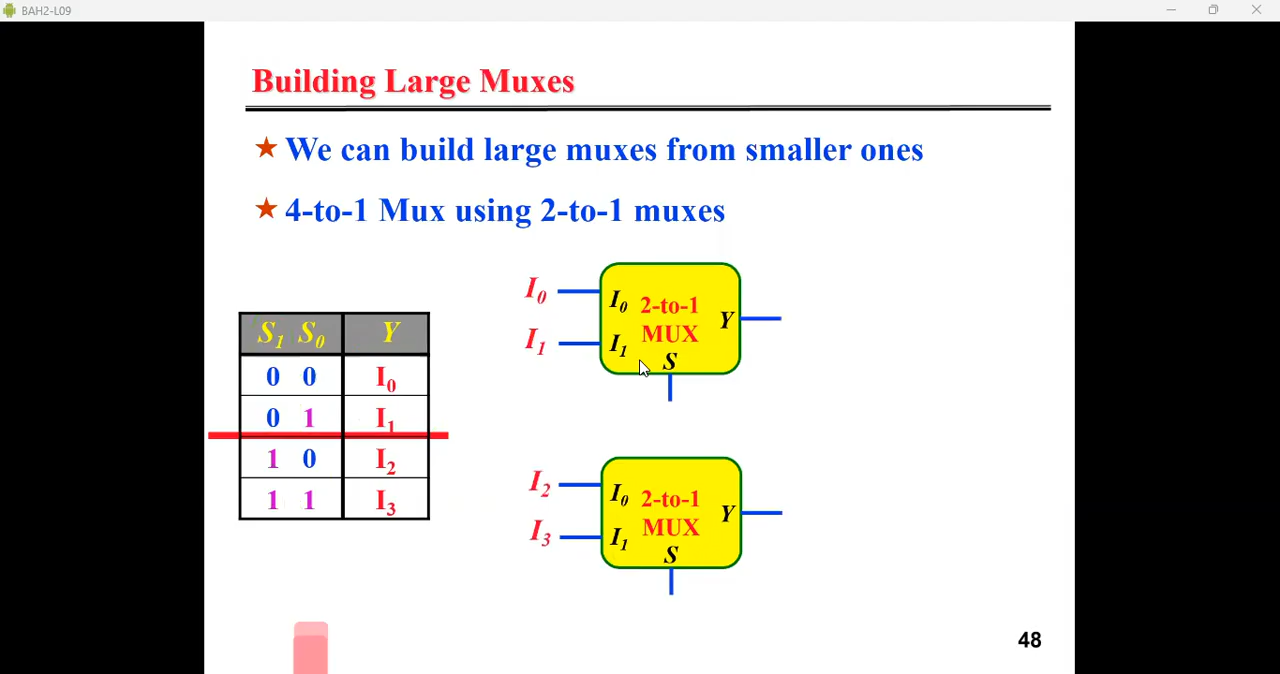 BAH2-L09
Building Large Muxes
★ We can build large muxes from smaller ones
★ 4-to-1 Mux using 2-to-1 muxes
S1 S0 Y
0 0 I0
0 1 I1
1 0 I2
1 1 I3
I0 I0 2-to-1
MUX Y
I1 I1
S
I2 I0 2-to-1
MUX Y
I3 I1
S
48